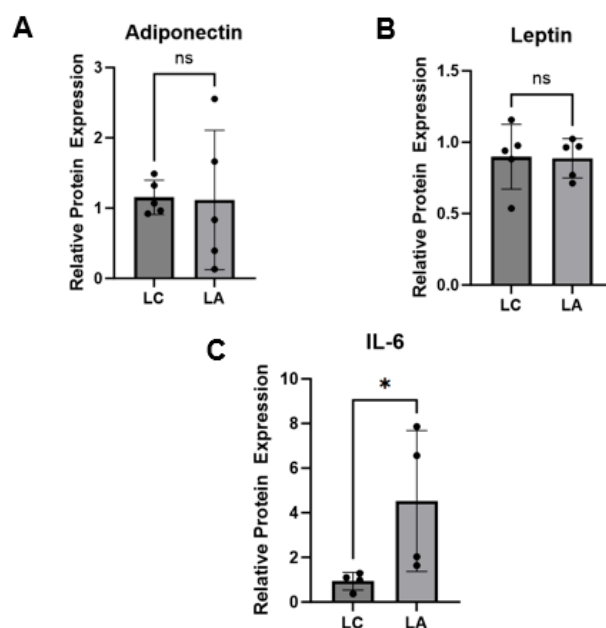 A
Adiponectin
Relative Protein Expression
3
2
1
0
ns
LC
LA
B
Leptin
Relative Protein Expression
1.5
1.0
0.5
0.0
ns
LC
LA
C
IL-6
Relative Protein Expression
10
8
6
4
2
0
*
LC
LA